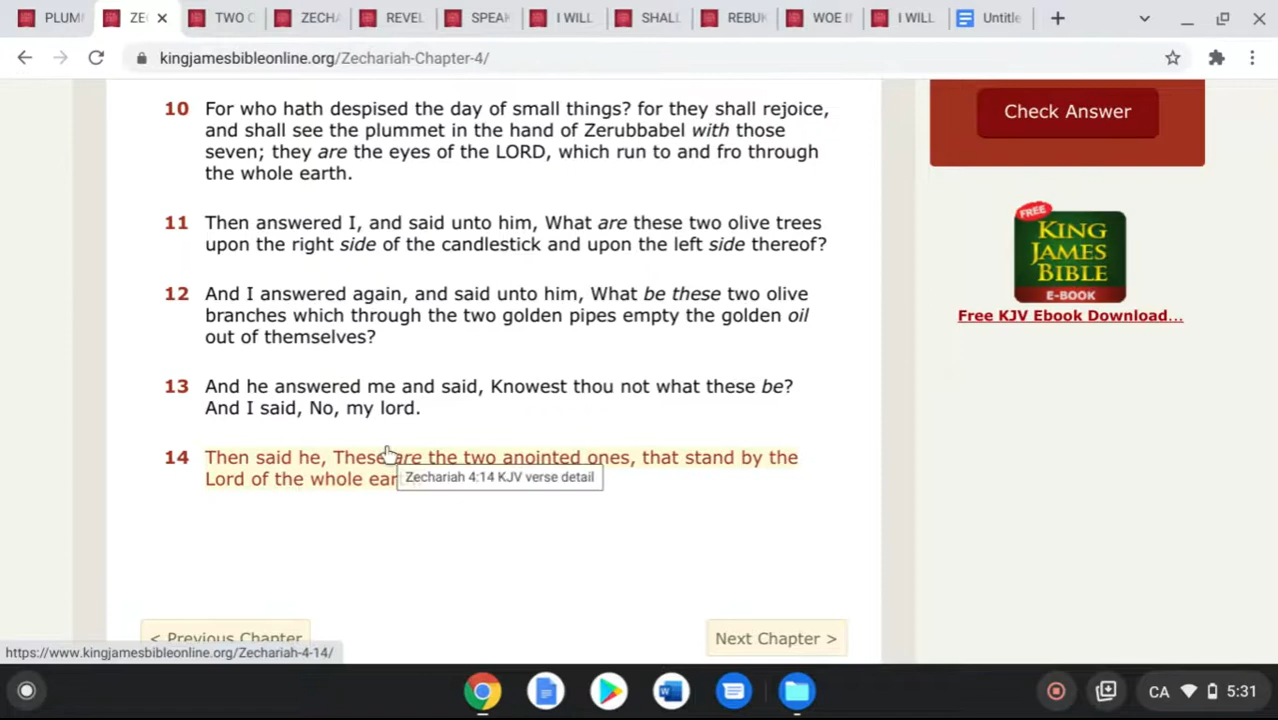 PLUM
ZE
TWO
ZECHA
REVEL
SPEAK
I WILL
SHALL
REBUK
WOE
I WILL
Untitle
kingjamesbibleonline.org/Zechariah-Chapter-4/
10 For who hath despised the day of small things? for they shall rejoice,
and shall see the plummet in the hand of Zerubbabel with those
seven; they are the eyes of the LORD, which run to and fro through
the whole earth.
11 Then answered I, and said unto him, What are these two olive trees
upon the right side of the candlestick and upon the left side thereof?
12 And I answered again, and said unto him, What be these two olive
branches which through the two golden pipes empty the golden oil
out of themselves?
13 And he answered me and said, Knowest thou not what these be?
And I said, No, my lord.
14 Then said he, These are the two anointed ones, that stand by the
Lord of the whole ear
Zechariah 4:14 KJV verse detail
< Previous Chapter
Next Chapter >
Check Answer
FREE
KING
JAMES
BIBLE
E-BOOK
Free KJV Ebook Download...
https://www.kingjamesbibleonline.org/Zechariah-4-14/
CA 5:31